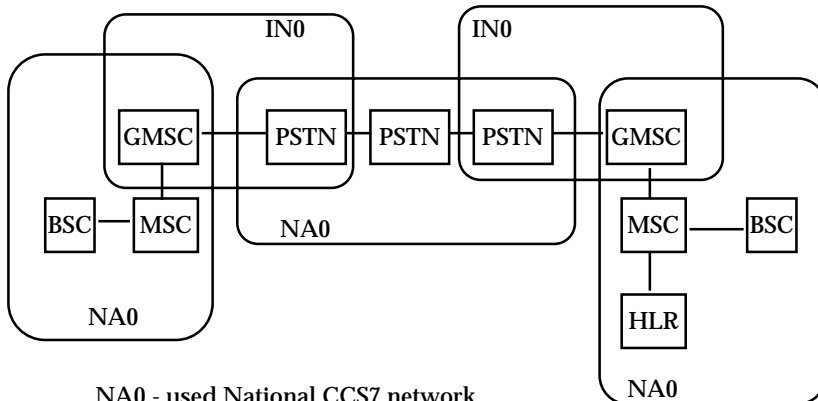 IN0
IN0
GMSC
PSTN
PSTN
PSTN
GMSC
BSC
MSC
NA0
MSC
BSC
NA0
HLR
NA0
NA0 - used National CCS7 network